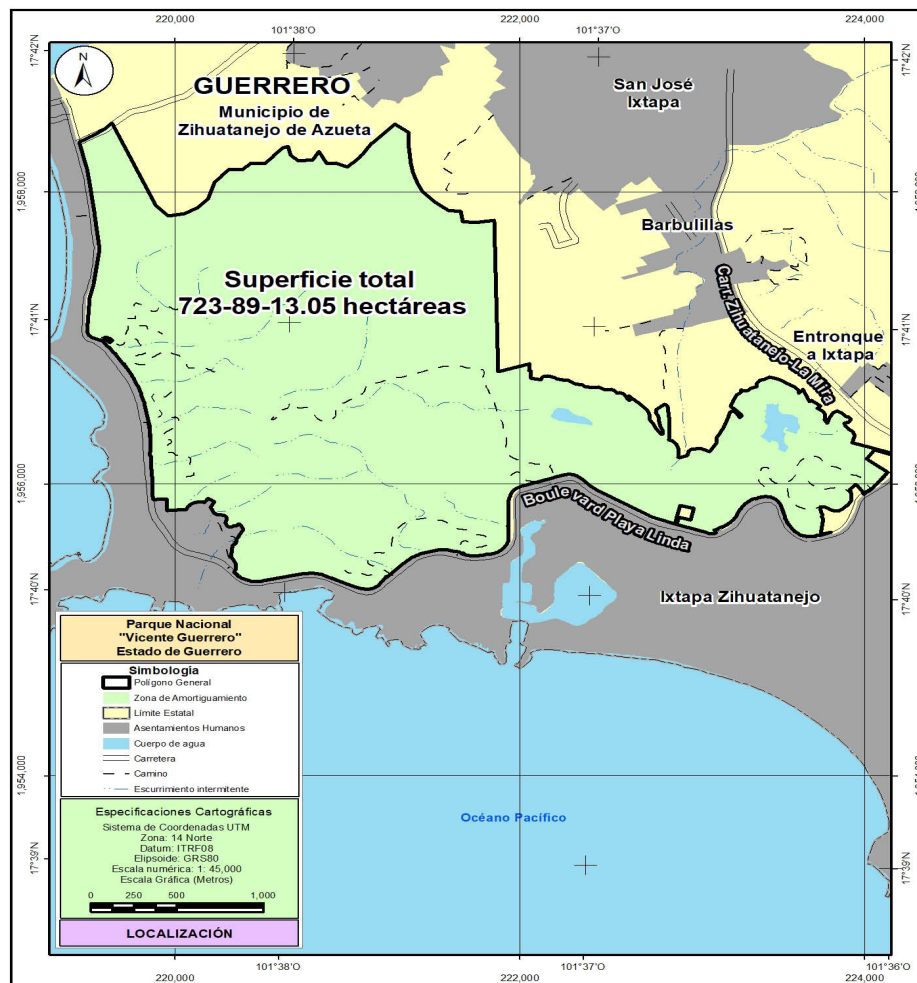 220,000
222,000
224,000
101°38'O
101°37'O
17°42'N
17°42'N
N
GUERRERO
Municipio de
Zihuatanejo de Azueta
San José
Ixtapa
1,958,000
Barbulillas
Superficie total
723-89-13.05 hectáreas
Carr. Zihuatanejo-La Mira
17°41'N
17°41'N
Entronque
a Ixtapa
1,956,000
Boulevard Playa Linda
17°40'N
17°40'N
Ixtapa Zihuatanejo
Parque Nacional
"Vicente Guerrero"
Estado de Guerrero
Simbología
Polígono General
Zona de Amortiguamiento
Límite Estatal
Asentamientos Humanos
Cuerpo de agua
Carretera
Camino
Escurrimiento intermitente
1,954,000
Especificaciones Cartográficas
Sistema de Coordenadas UTM
Zona: 14 Norte
Datum: ITRF08
Elipsoide: GRS80
Escala numérica: 1: 45,000
Escala Gráfica (Metros)
0 250 500 1,000
Océano Pacífico
17°39'N
17°39'N
LOCALIZACIÓN
220,000
101°38'O
222,000
101°37'O
224,000
101°36'O